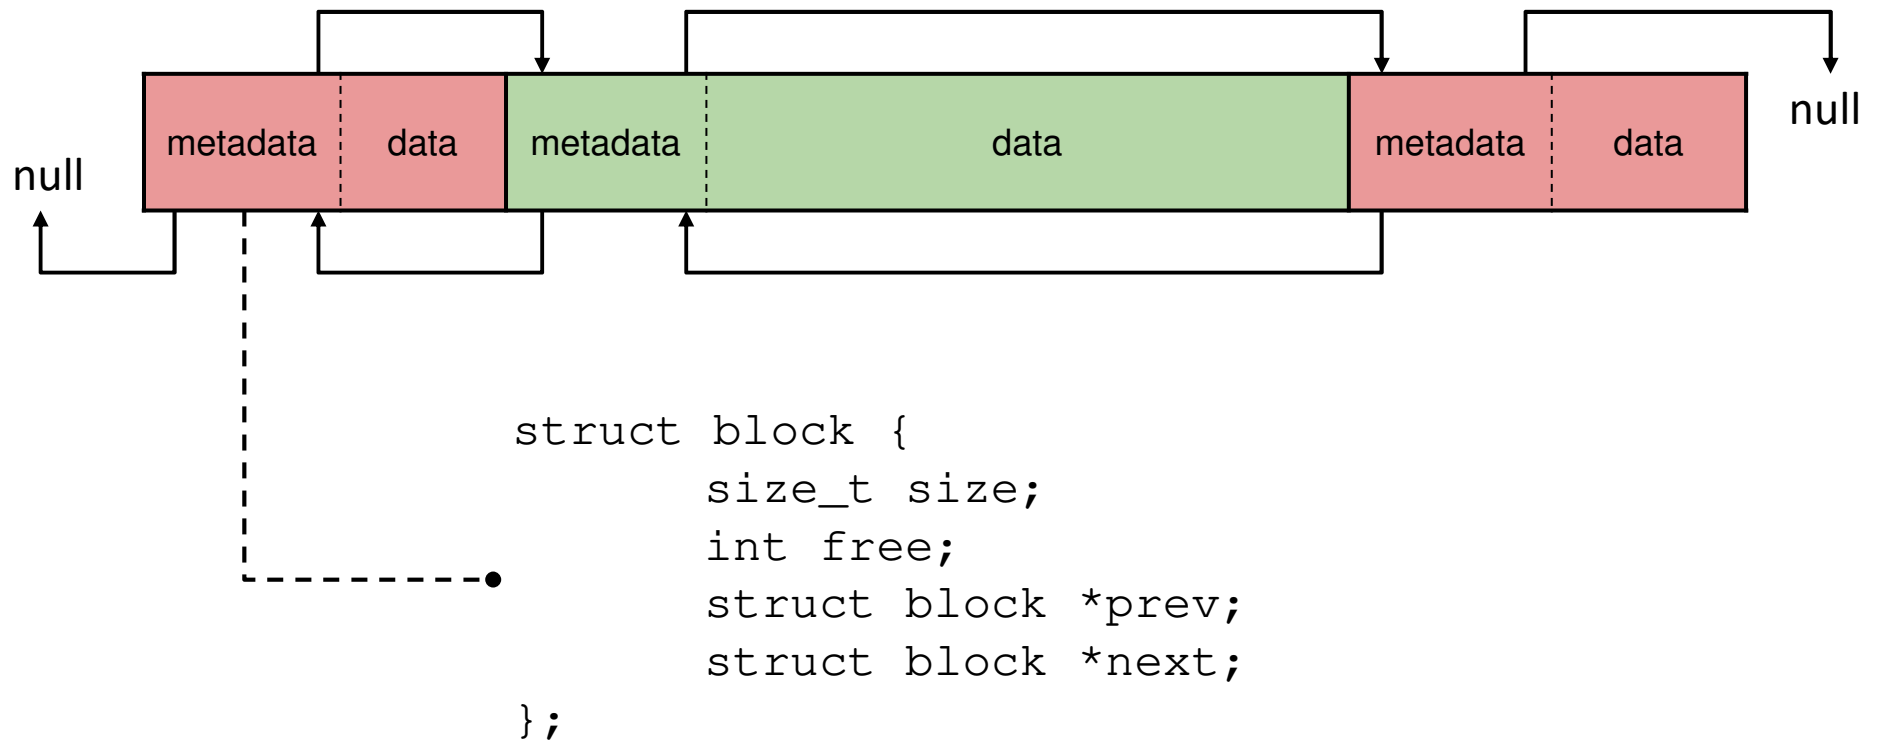 null
metadata data metadata data metadata data
null
struct block {
size_t size;
int free;
struct block *prev;
struct block *next;
};